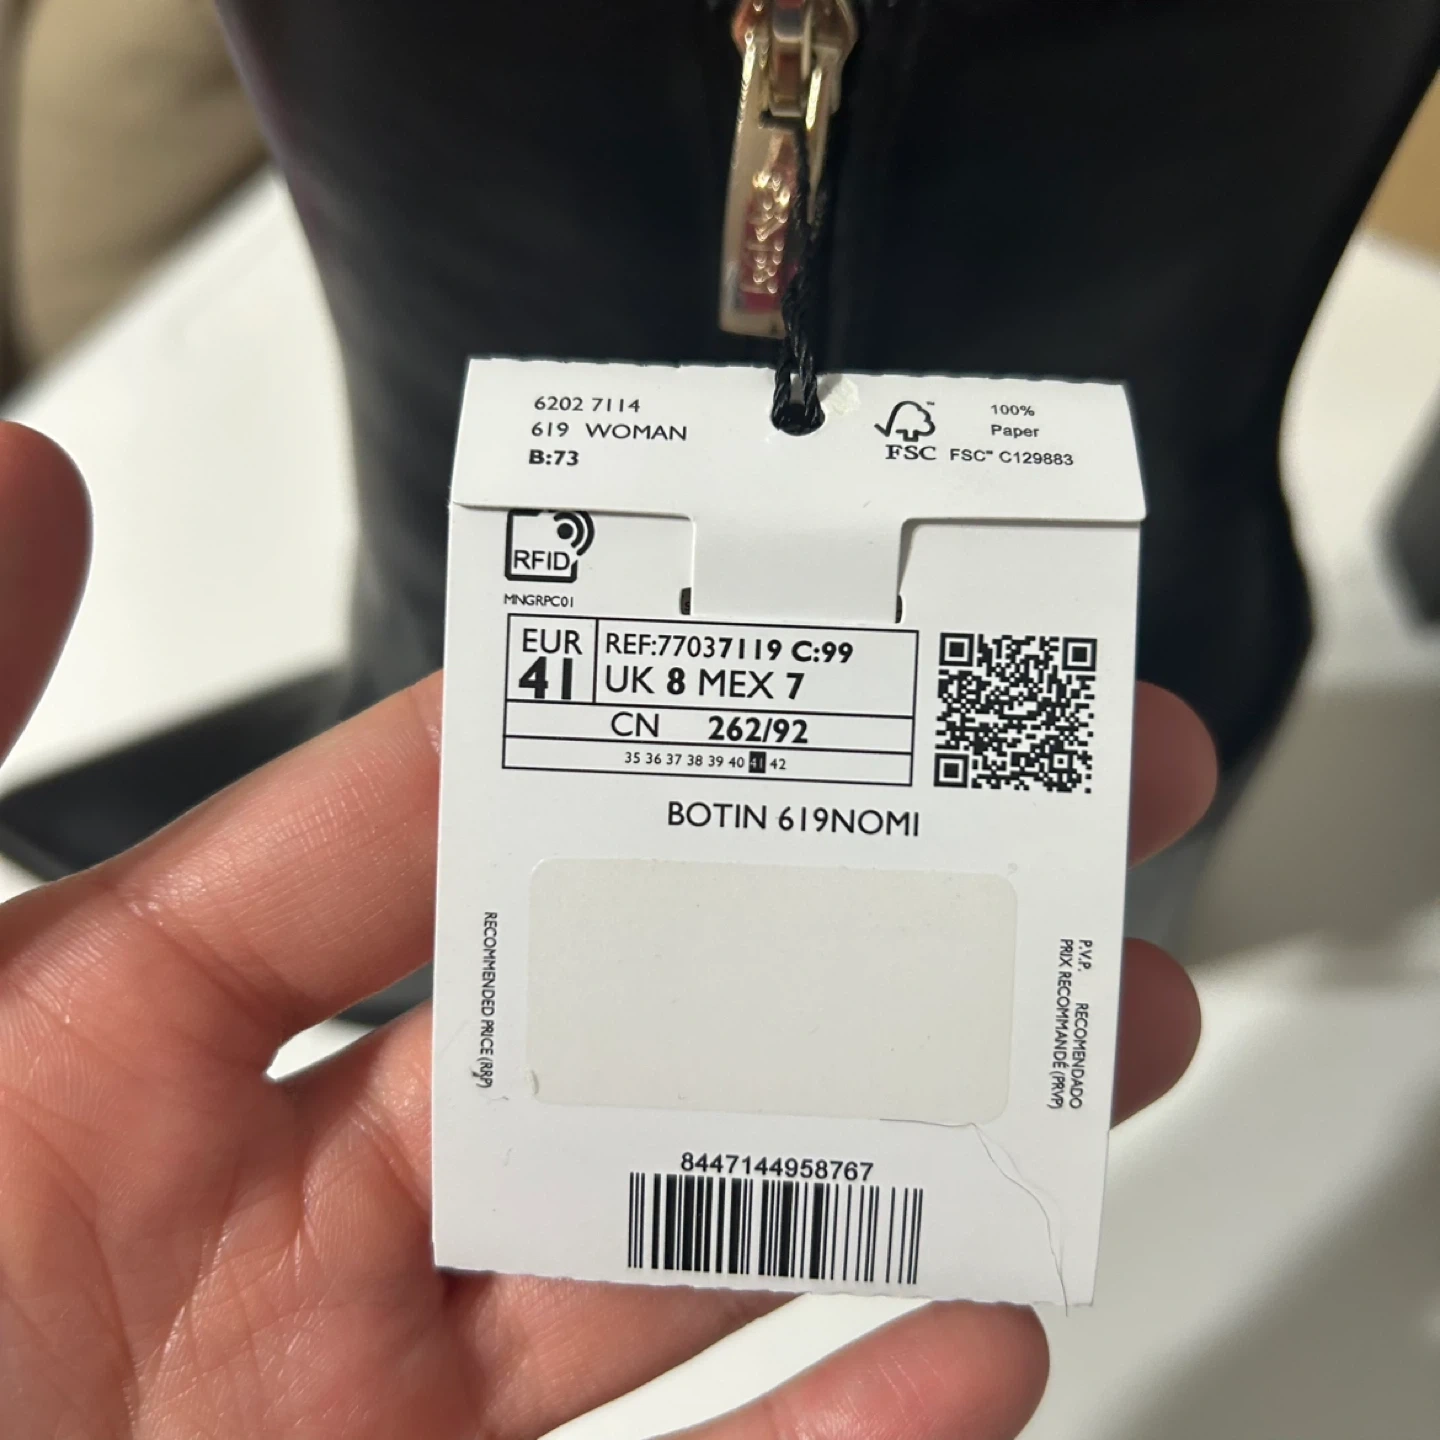 6202 7114
619 WOMAN
B:73
™
100%
Paper
FSC FSC™ C129883
RFID
MNGRPC01
EUR
41
REF:77037119 C:99
UK 8 MEX 7
CN 262/92
35 36 37 38 39 40 41 42
BOTIN 619NOMI
RECOMMENDED PRICE (RRP)
P.V.P. RECOMENDADO
PRIX RECOMMANDÉ (PRVP)
8447144958767